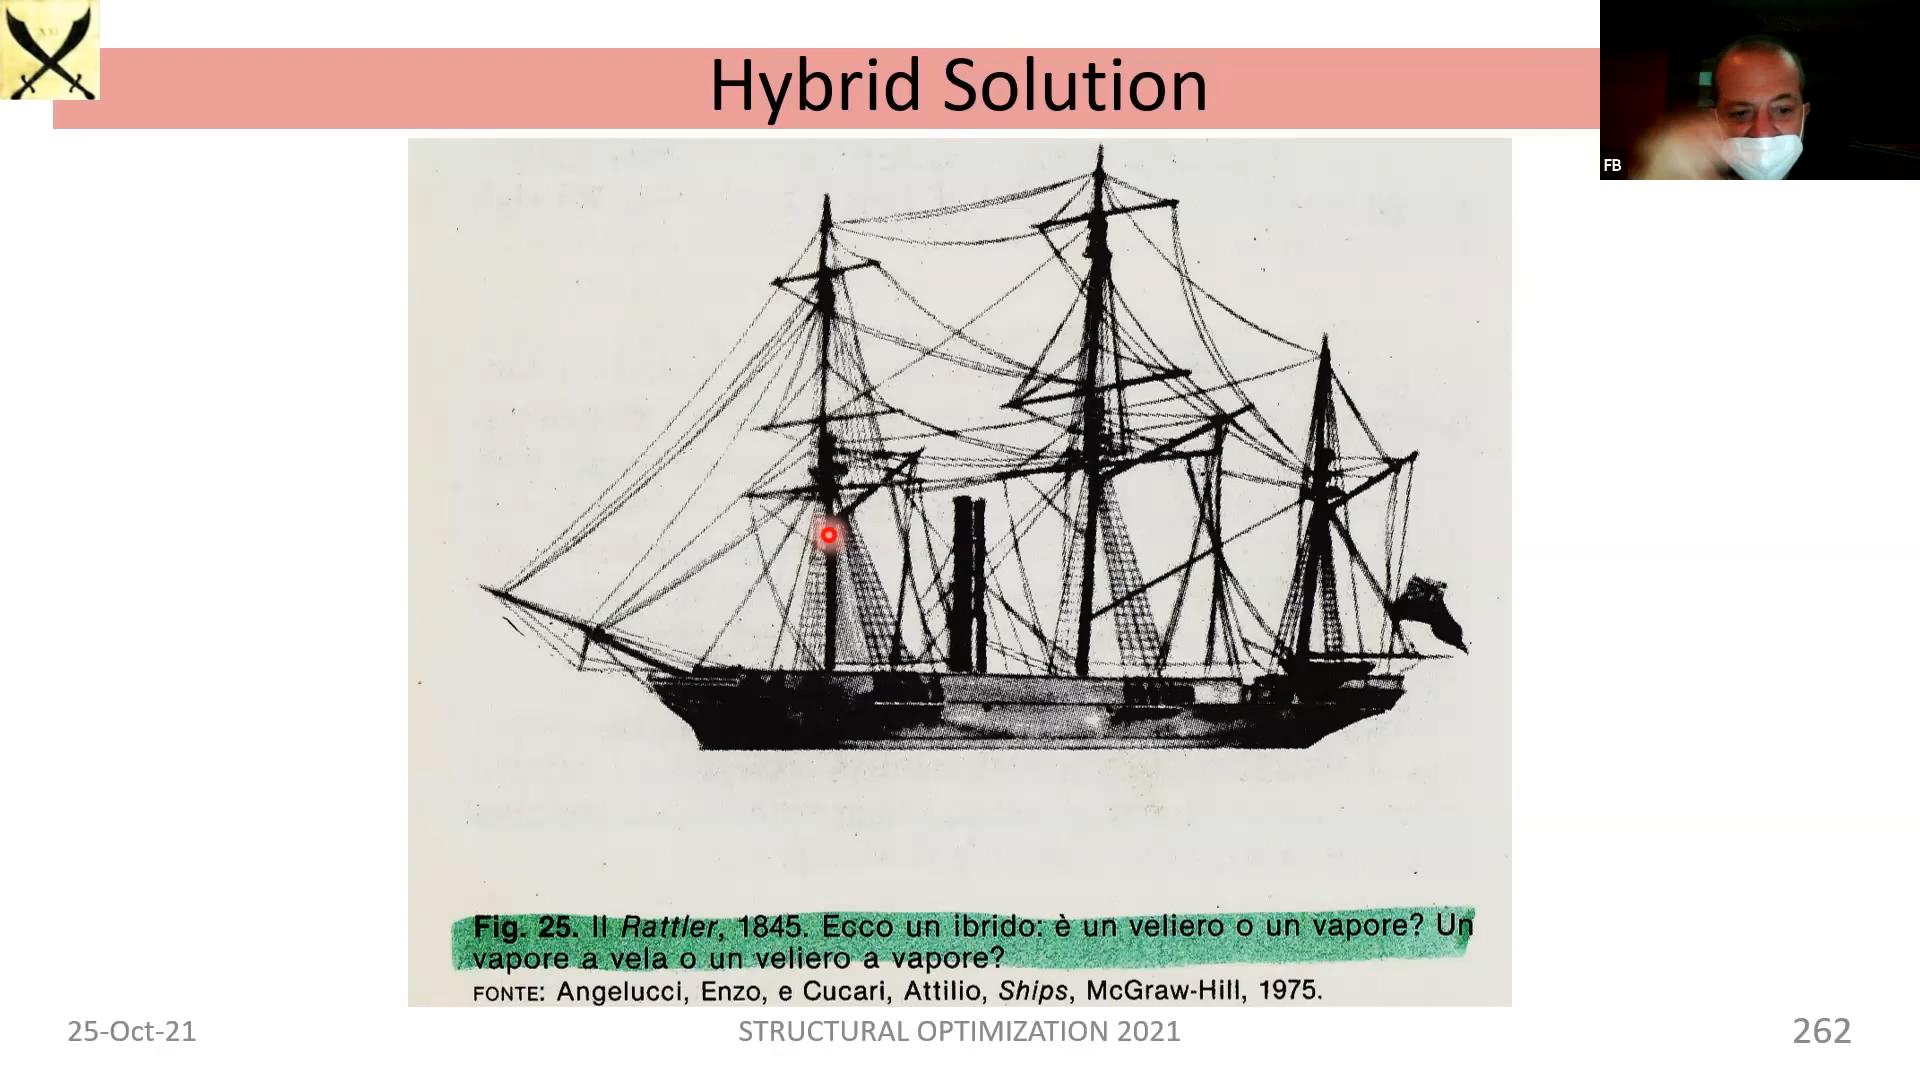 Hybrid Solution
FB
Fig. 25. Il Rattler, 1845. Ecco un ibrido: è un veliero o un vapore? Un
vapore a vela o un veliero a vapore?
FONTE: Angelucci, Enzo, e Cucari, Attilio, Ships, McGraw-Hill, 1975.
25-Oct-21
STRUCTURAL OPTIMIZATION 2021
262